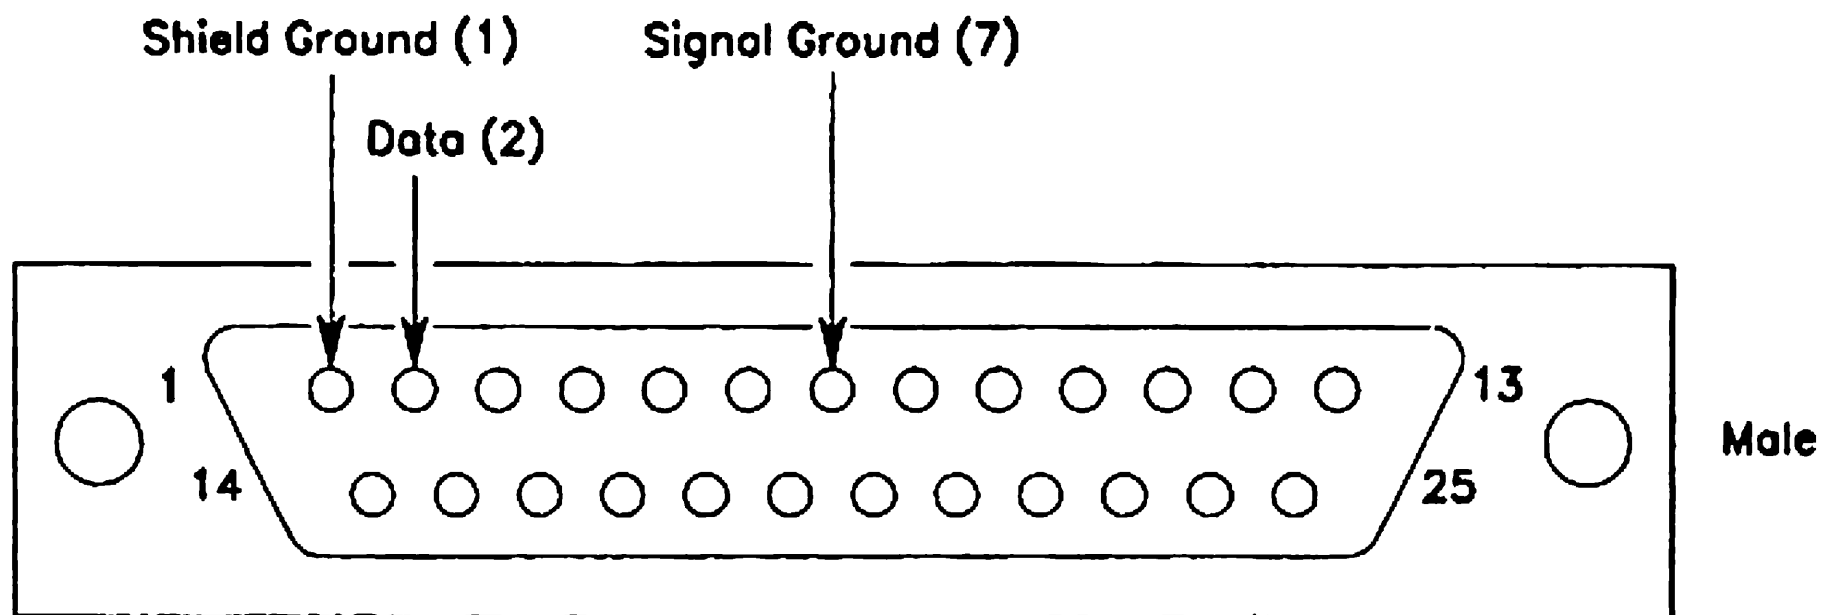 Shield Ground (1)
Signal Ground (7)
Data (2)
1
13
Male
14
25